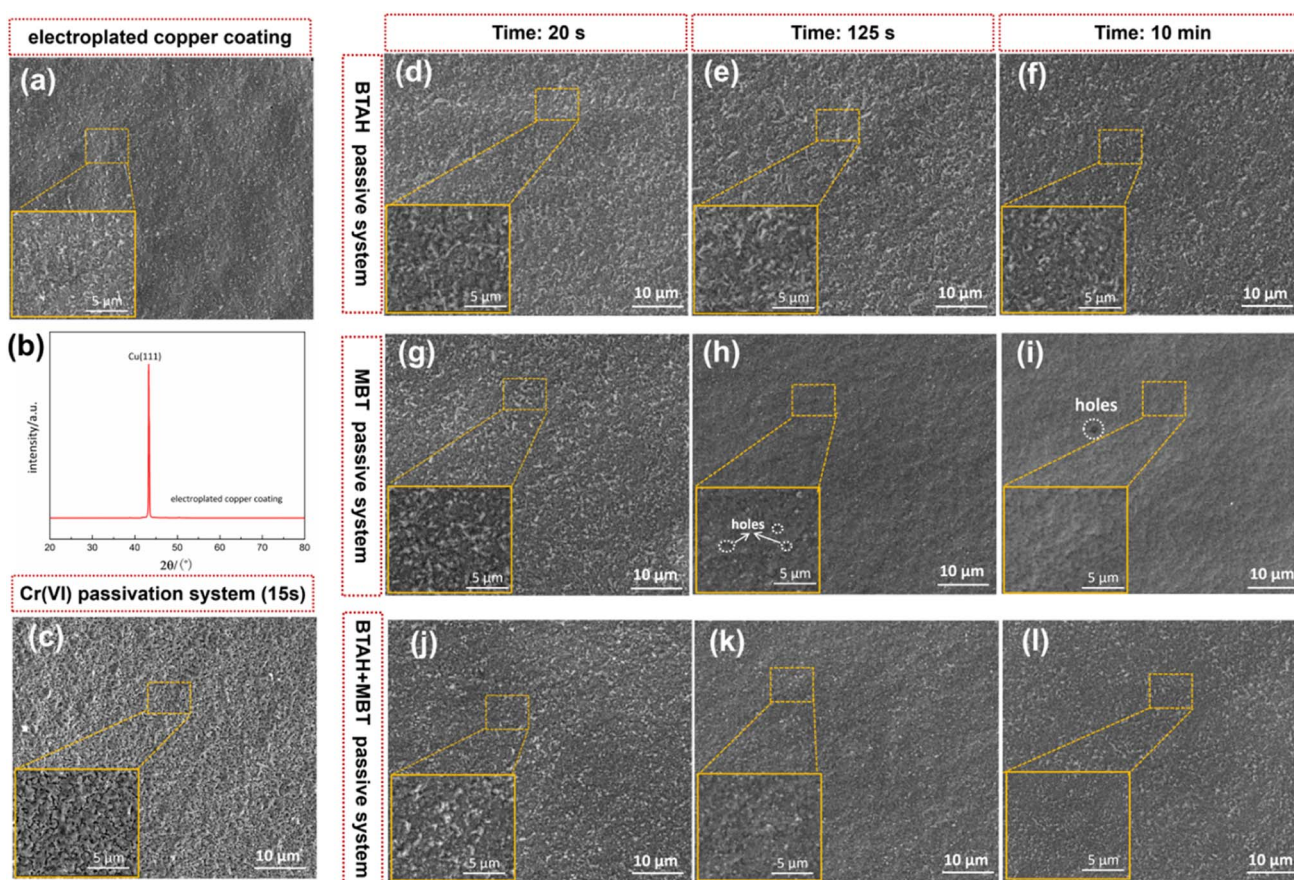 electroplated copper coating
Time: 20 s
Time: 125 s
Time: 10 min
(a)
5 μm
(b)
Cu(111)
intensity/a.u.
electroplated copper coating
20 30 40 50 60 70 80
2θ/(°)
Cr(VI) passivation system (15s)
(c)
5 μm
10 μm
BTAH passive system
(d)
5 μm
10 μm
(e)
5 μm
10 μm
(f)
5 μm
10 μm
MBT passive system
(g)
5 μm
10 μm
(h)
holes
5 μm
10 μm
(i)
holes
5 μm
10 μm
BTAH+MBT passive system
(j)
5 μm
10 μm
(k)
5 μm
10 μm
(l)
5 μm
10 μm